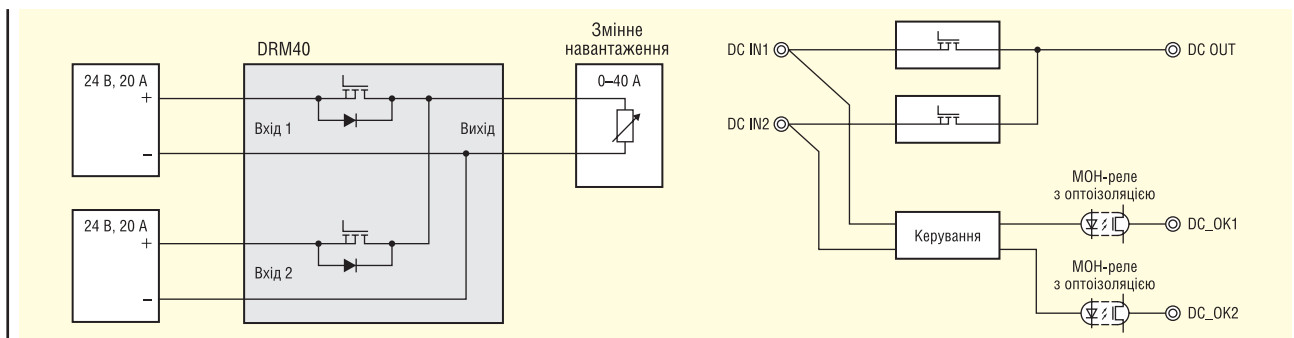 DRM40
24 В, 20 А
+
–
Вхід 1
Вихід
Змінне
навантаження
0–40 А
24 В, 20 А
+
–
Вхід 2
DC IN1
DC OUT
DC IN2
Керування
МОН-реле
з оптоізоляцією
DC_OK1
МОН-реле
з оптоізоляцією
DC_OK2